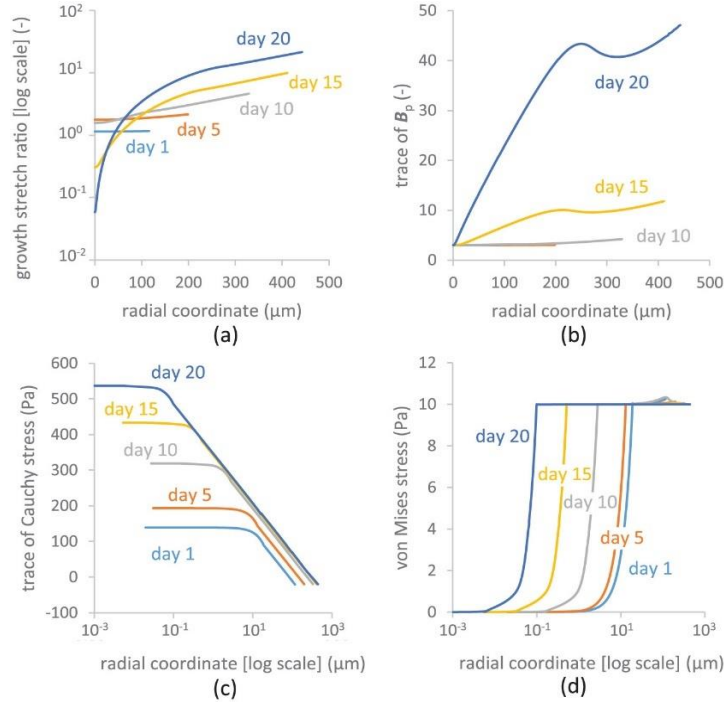 growth stretch ratio [log scale] (-)
10²
10¹
10⁰
10⁻¹
10⁻²
day 20
day 15
day 10
day 5
day 1
0 100 200 300 400 500
radial coordinate (µm)
(a)
trace of Bₚ (-)
50
40
30
20
10
0
day 20
day 15
day 10
0 100 200 300 400 500
radial coordinate (µm)
(b)
trace of Cauchy stress (Pa)
600
500
400
300
200
100
0
-100
day 20
day 15
day 10
day 5
day 1
10⁻³ 10⁻¹ 10¹ 10³
radial coordinate [log scale] (µm)
(c)
von Mises stress (Pa)
12
10
8
6
4
2
0
day 20
day 15
day 10
day 5
day 1
10⁻³ 10⁻¹ 10¹ 10³
radial coordinate [log scale] (µm)
(d)